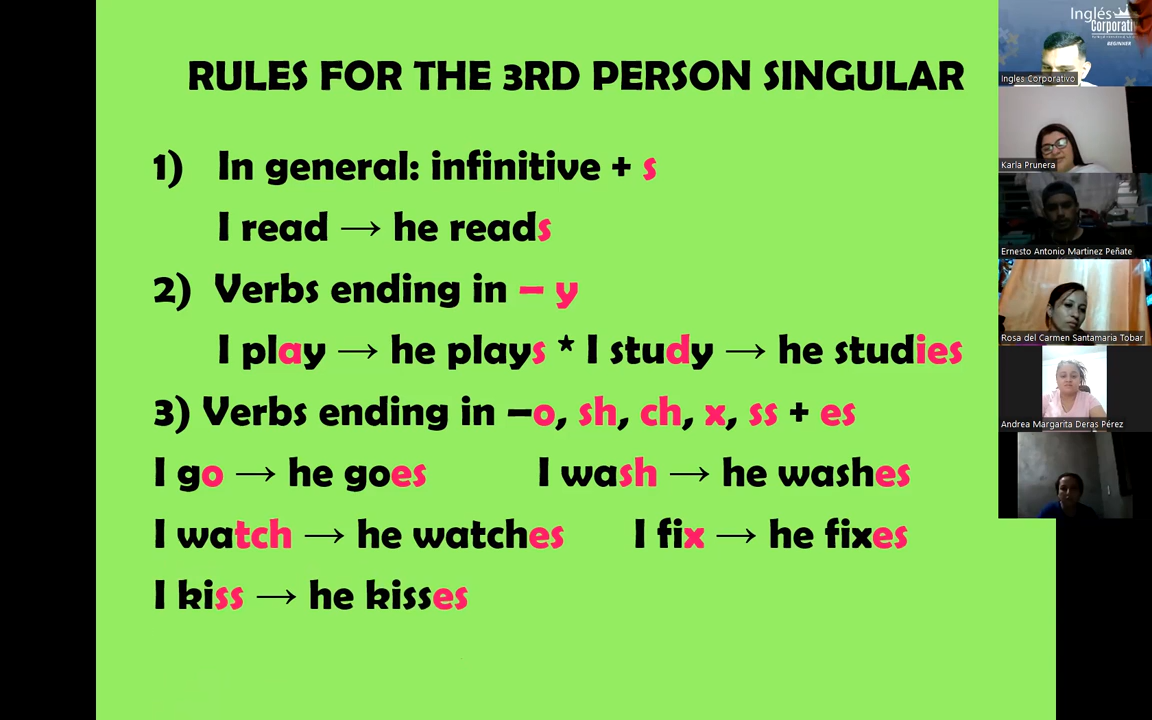 RULES FOR THE 3RD PERSON SINGULAR
1) In general: infinitive + s
I read → he reads
2) Verbs ending in – y
I play → he plays * I study → he studies
3) Verbs ending in –o, sh, ch, x, ss + es
I go → he goes I wash → he washes
I watch → he watches I fix → he fixes
I kiss → he kisses
Inglés
Corporativo
BEGINNER
Ingles Corporativo
Karla Prunera
Ernesto Antonio Martinez Peñate
Rosa del Carmen Santamaria Tobar
Andrea Margarita Deras Pérez